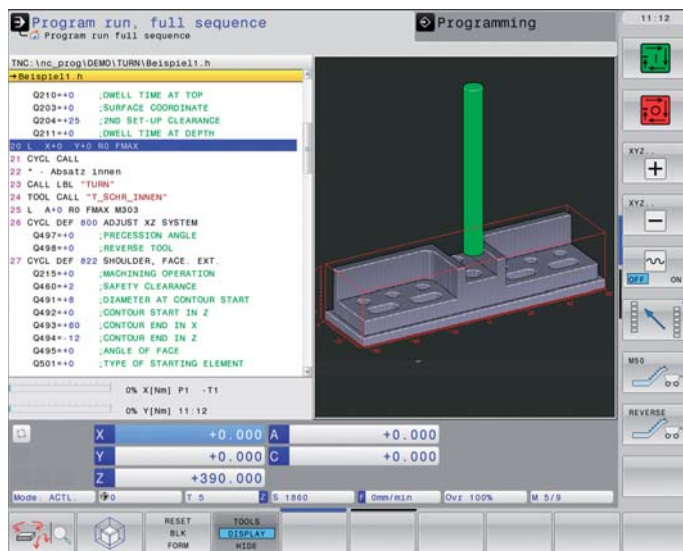 Program run, full sequence
Program run full sequence
Programming
11:12
TNC:\nc_prog\DEMO\TURN\Beispiel1.h
→Beispiel1.h
Q210=+0 ;DWELL TIME AT TOP
Q203=+0 ;SURFACE COORDINATE
Q204=+25 ;2ND SET-UP CLEARANCE
Q211=+0 ;DWELL TIME AT DEPTH
20 L X+0 Y+0 R0 FMAX
21 CYCL CALL
22 * - Absatz innen
23 CALL LBL "TURN"
24 TOOL CALL "T_SCHR_INNEN"
25 L A+0 R0 FMAX M303
26 CYCL DEF 800 ADJUST XZ SYSTEM
Q497=+0 ;PRECESSION ANGLE
Q498=+0 ;REVERSE TOOL
27 CYCL DEF 822 SHOULDER, FACE. EXT.
Q215=+0 ;MACHINING OPERATION
Q460=+2 ;SAFETY CLEARANCE
Q491=+8 ;DIAMETER AT CONTOUR START
Q492=+0 ;CONTOUR START IN Z
Q493=+80 ;CONTOUR END IN X
Q494=-12 ;CONTOUR END IN Z
Q495=+0 ;ANGLE OF FACE
Q501=+0 ;TYPE OF STARTING ELEMENT
0% X[Nm] P1 -T1
0% Y[Nm] 11:12
X +0.000 A +0.000
Y +0.000 C +0.000
Z +390.000
Mode: ACTL. 0 T 5 Z S 1860 F 0mm/min Ovr 100% M 5/9
RESET
BLK
FORM
TOOLS
DISPLAY
HIDE
XYZ..
+
XYZ..
−
OFF ON
M50
REVERSE